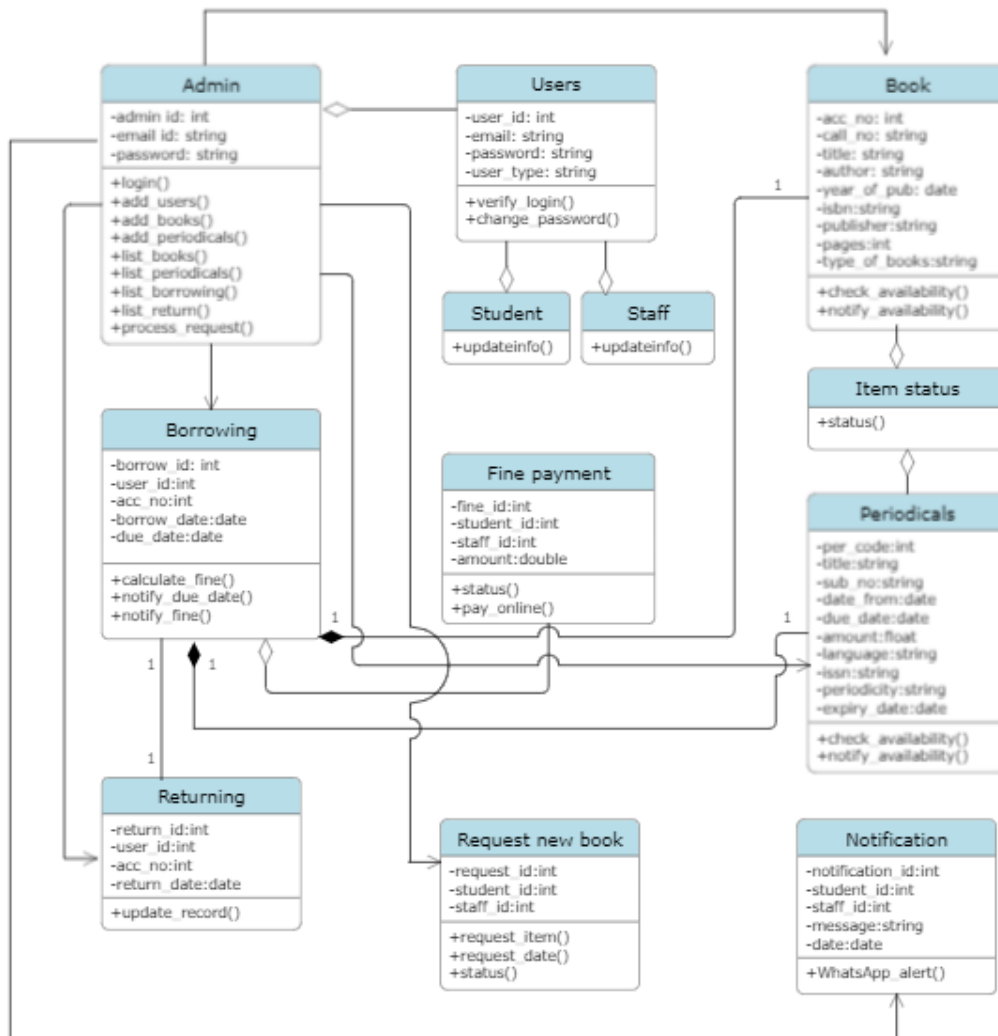 Admin
-admin id: int
-email id: string
-password: string
+login()
+add_users()
+add_books()
+add_periodicals()
+list_books()
+list_periodicals()
+list_borrowing()
+list_return()
+process_request()
Users
-user_id: int
-email: string
-password: string
-user_type: string
+verify_login()
+change_password()
Book
-acc_no: int
-call_no: string
-title: string
-author: string
-year_of_pub: date
-isbn:string
-publisher:string
-pages:int
-type_of_books:string
+check_availability()
+notify_availability()
1
Student
+updateinfo()
Staff
+updateinfo()
Item status
+status()
Borrowing
-borrow_id: int
-user_id:int
-acc_no:int
-borrow_date:date
-due_date:date
+calculate_fine()
+notify_due_date()
+notify_fine()
1
1
1
1
Fine payment
-fine_id:int
-student_id:int
-staff_id:int
-amount:double
+status()
+pay_online()
Periodicals
-per_code:int
-title:string
-sub_no:string
-date_from:date
-due_date:date
-amount:float
-language:string
-issn:string
-periodicity:string
-expiry_date:date
+check_availability()
+notify_availability()
1
Returning
-return_id:int
-user_id:int
-acc_no:int
-return_date:date
+update_record()
Request new book
-request_id:int
-student_id:int
-staff_id:int
+request_item()
+request_date()
+status()
Notification
-notification_id:int
-student_id:int
-staff_id:int
-message:string
-date:date
+WhatsApp_alert()